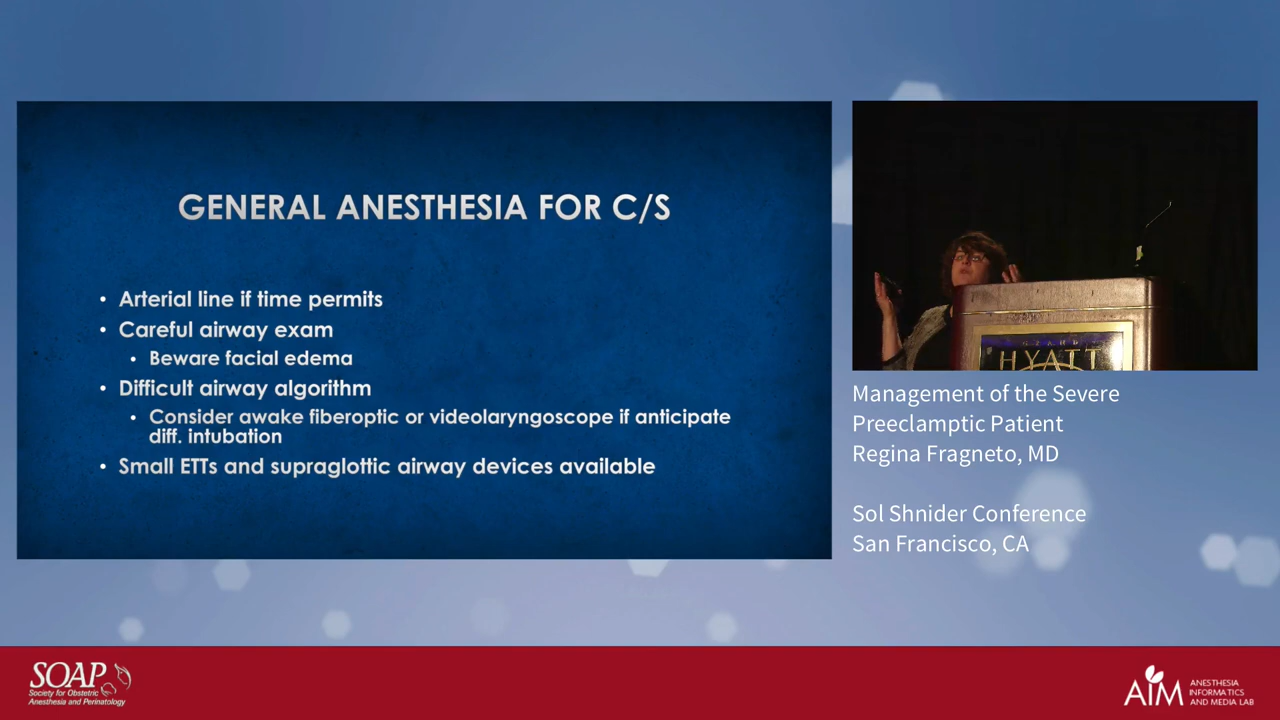 GENERAL ANESTHESIA FOR C/S
• Arterial line if time permits
• Careful airway exam
• Beware facial edema
• Difficult airway algorithm
• Consider awake fiberoptic or videolaryngoscope if anticipate
diff. intubation
• Small ETTs and supraglottic airway devices available
HYATT
Management of the Severe
Preeclamptic Patient
Regina Fragneto, MD
Sol Shnider Conference
San Francisco, CA
SOAP
Society for Obstetric
Anesthesia and Perinatology
AIM
ANESTHESIA
INFORMATICS
AND MEDIA LAB